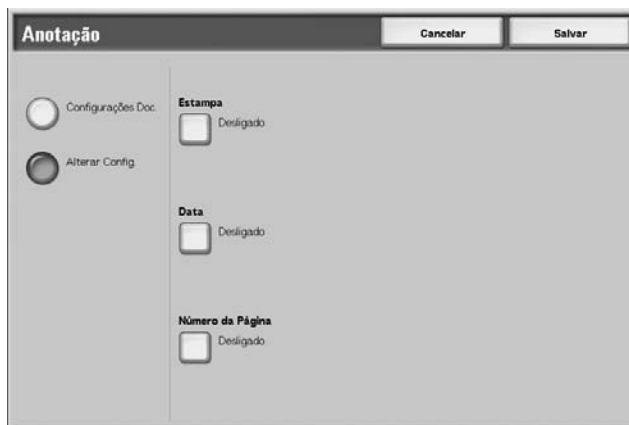 Anotação
Cancelar
Salvar
Configurações Doc.
Alterar Config.
Estampa
Desligado
Data
Desligado
Número da Página
Desligado